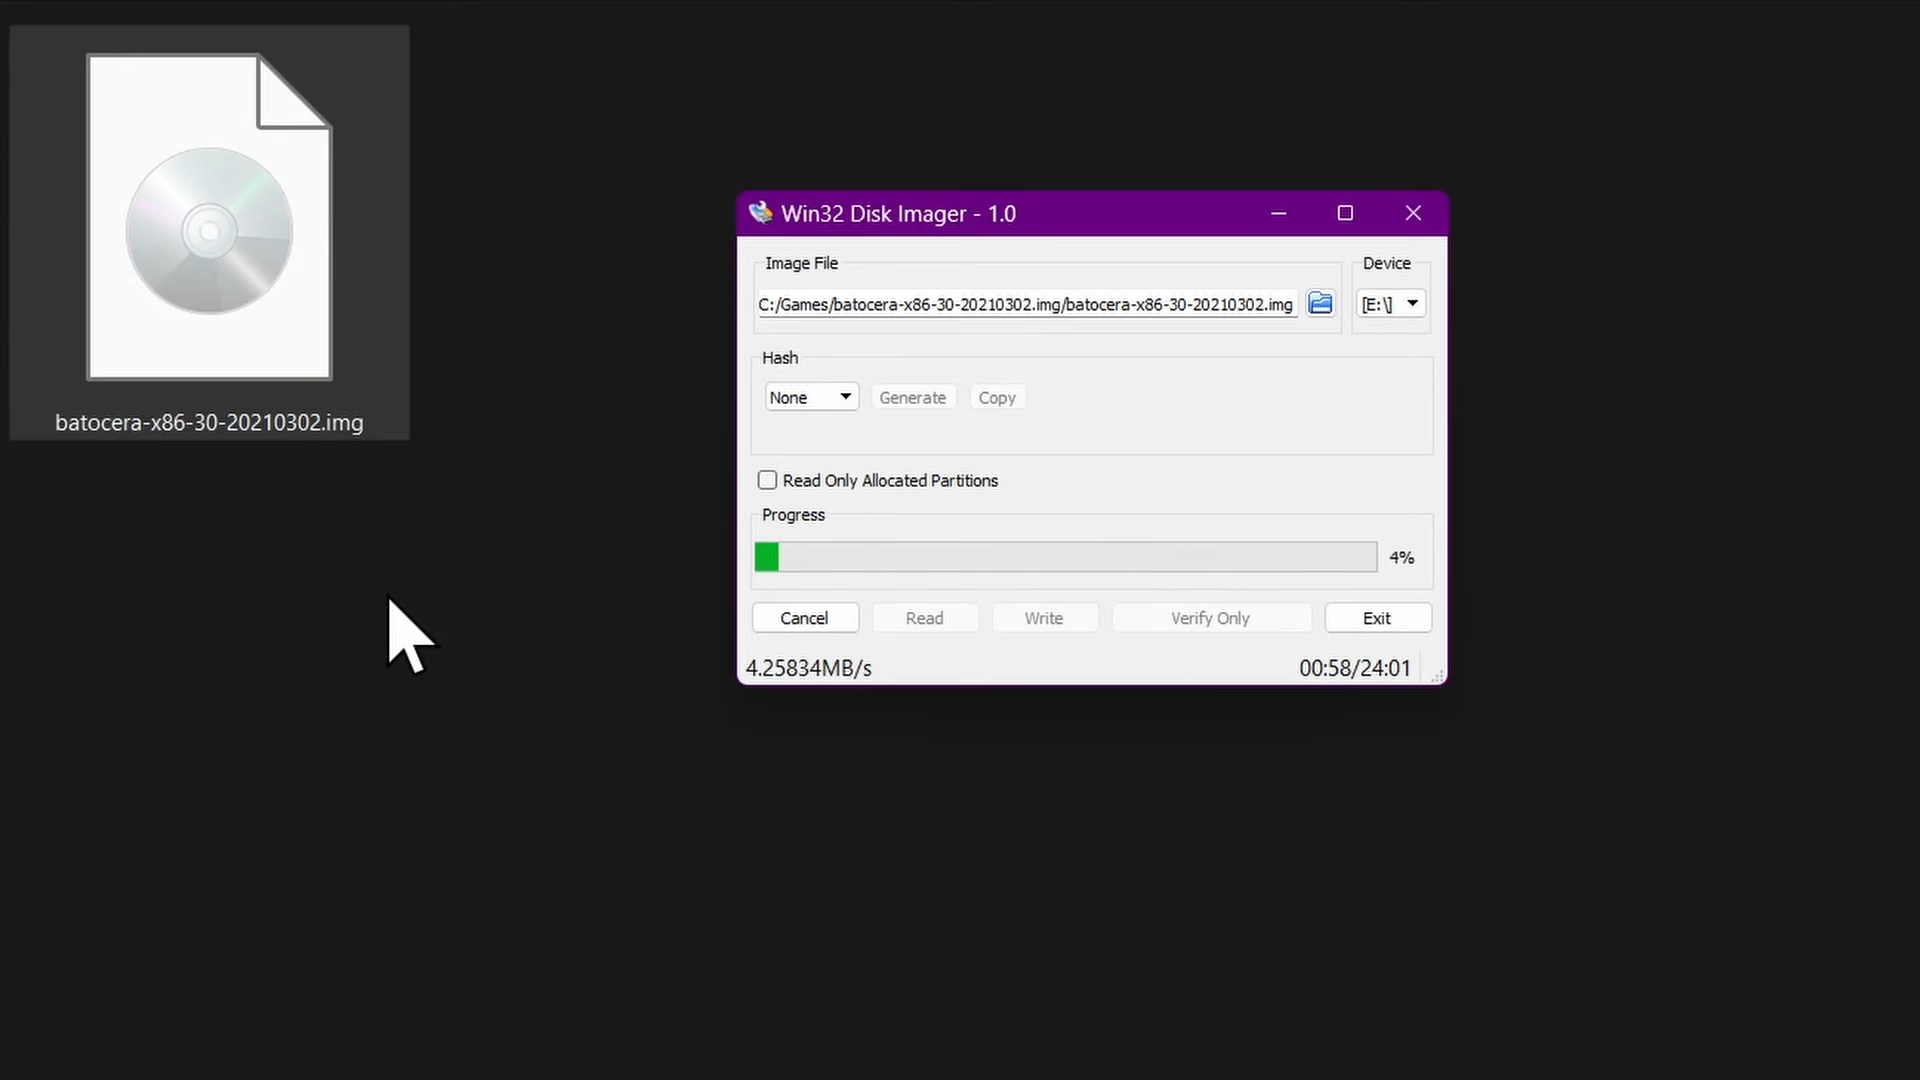 batocera-x86-30-20210302.img
Win32 Disk Imager - 1.0
Image File
Device
C:/Games/batocera-x86-30-20210302.img/batocera-x86-30-20210302.img
[E:\]
Hash
None
Generate
Copy
Read Only Allocated Partitions
Progress
4%
Cancel
Read
Write
Verify Only
Exit
4.25834MB/s
00:58/24:01